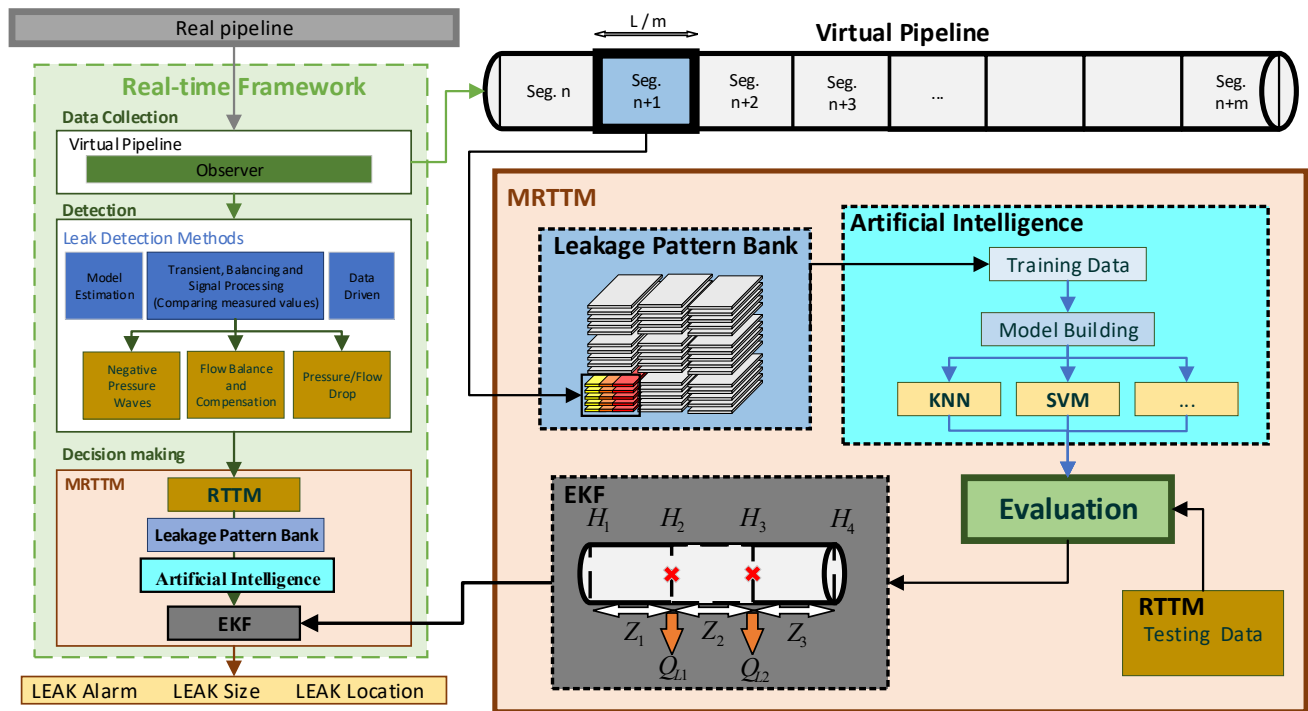 Real pipeline
Real-time Framework
Data Collection
Virtual Pipeline
Observer
Detection
Leak Detection Methods
Model
Estimation
Transient, Balancing and
Signal Processing
(Comparing measured values)
Data
Driven
Negative
Pressure
Waves
Flow Balance
and
Compensation
Pressure/Flow
Drop
Decision making
MRTTM
RTTM
Leakage Pattern Bank
Artificial Intelligence
EKF
LEAK Alarm LEAK Size LEAK Location
L / m
Virtual Pipeline
Seg. n
Seg.
n+1
Seg.
n+2
Seg.
n+3
...
Seg.
n+m
MRTTM
Leakage Pattern Bank
Artificial Intelligence
Training Data
Model Building
KNN
SVM
...
Evaluation
RTTM
Testing Data
EKF
H1 H2 H3 H4
Z1 Z2 Z3
QL1 QL2